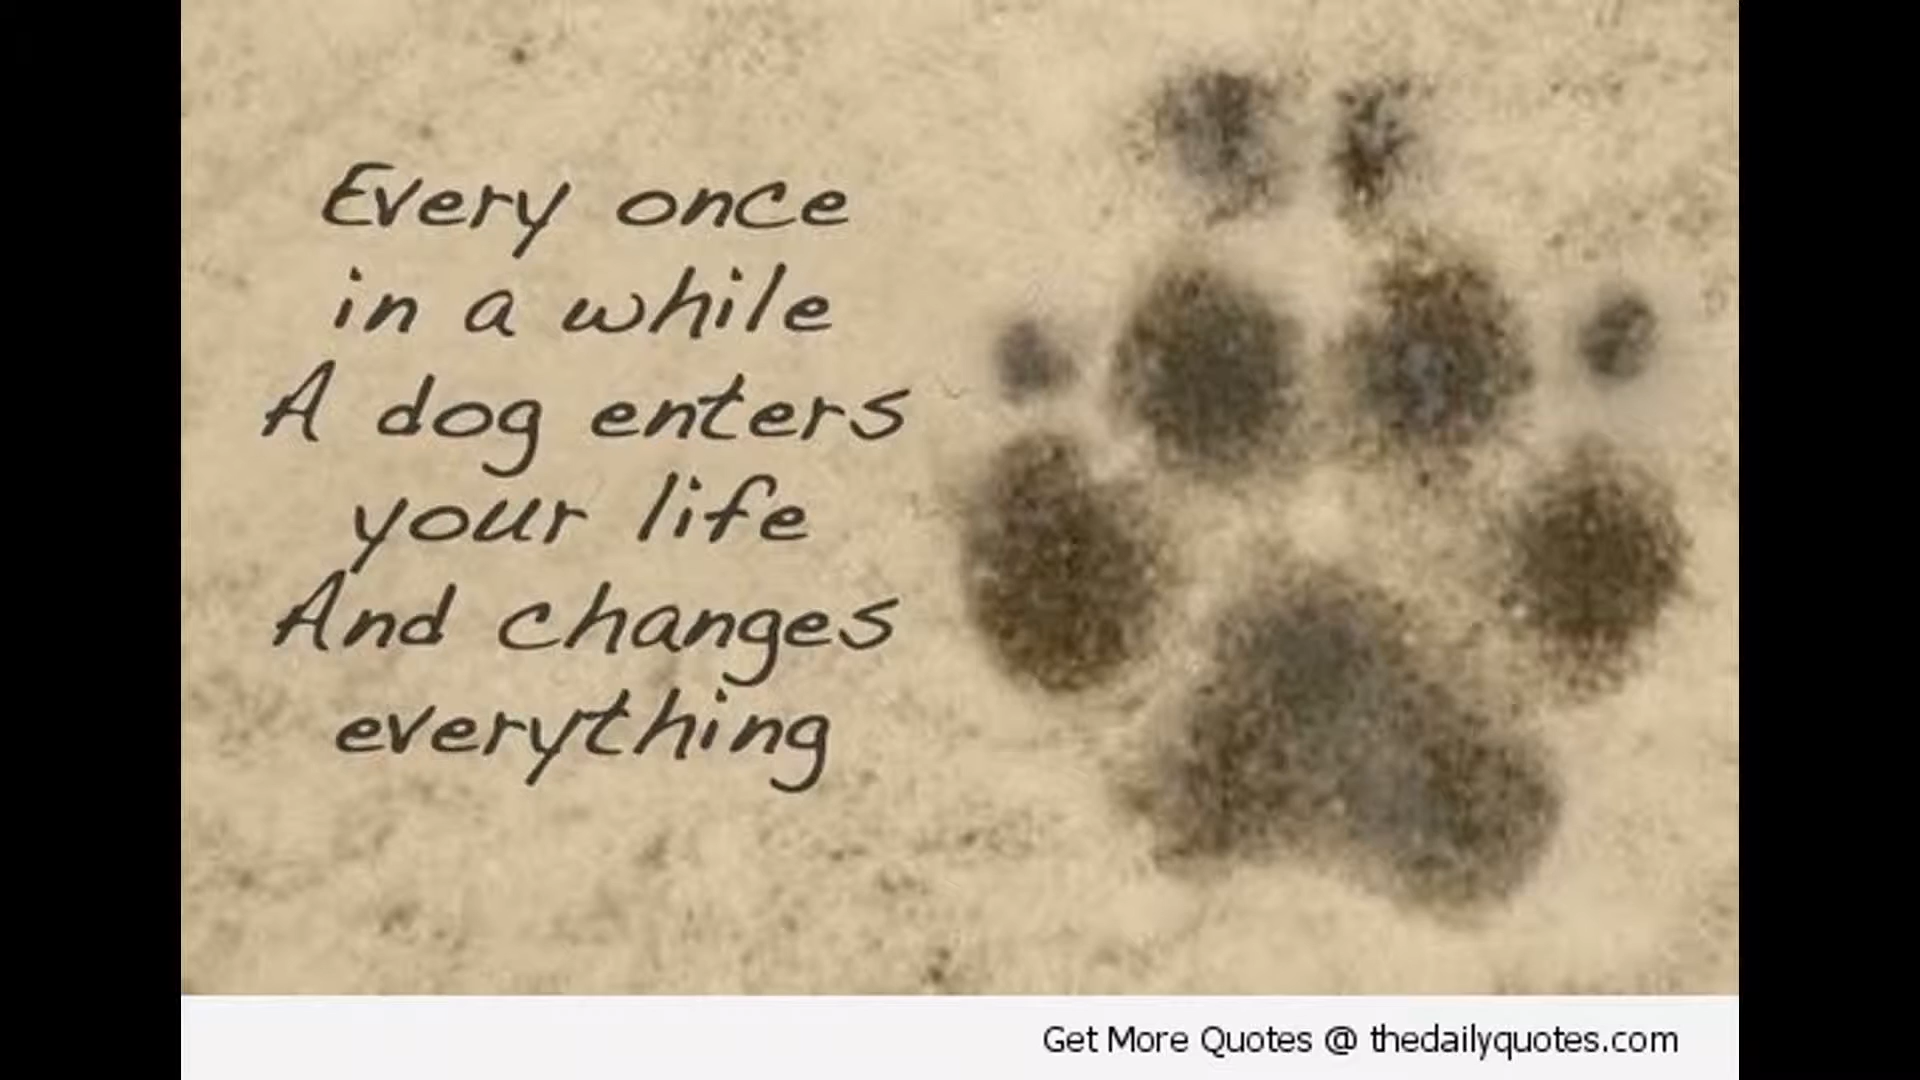 Every once
in a while
A dog enters
your life
And changes
everything
Get More Quotes @ thedailyquotes.com